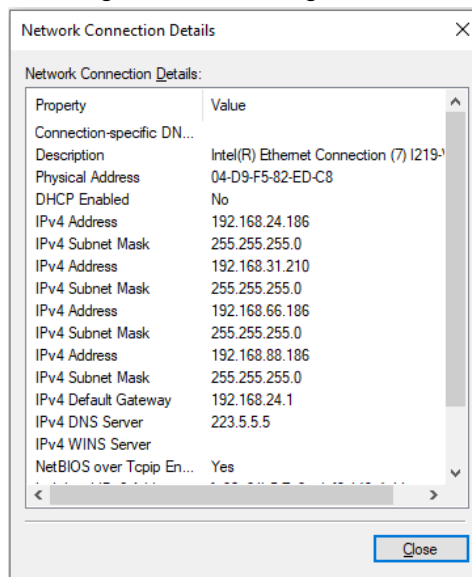 Network Connection Details
Network Connection Details:
Property Value
Connection-specific DN...
Description Intel(R) Ethernet Connection (7) I219-
Physical Address 04-D9-F5-82-ED-C8
DHCP Enabled No
IPv4 Address 192.168.24.186
IPv4 Subnet Mask 255.255.255.0
IPv4 Address 192.168.31.210
IPv4 Subnet Mask 255.255.255.0
IPv4 Address 192.168.66.186
IPv4 Subnet Mask 255.255.255.0
IPv4 Address 192.168.88.186
IPv4 Subnet Mask 255.255.255.0
IPv4 Default Gateway 192.168.24.1
IPv4 DNS Server 223.5.5.5
IPv4 WINS Server
NetBIOS over Tcpip En... Yes
Close